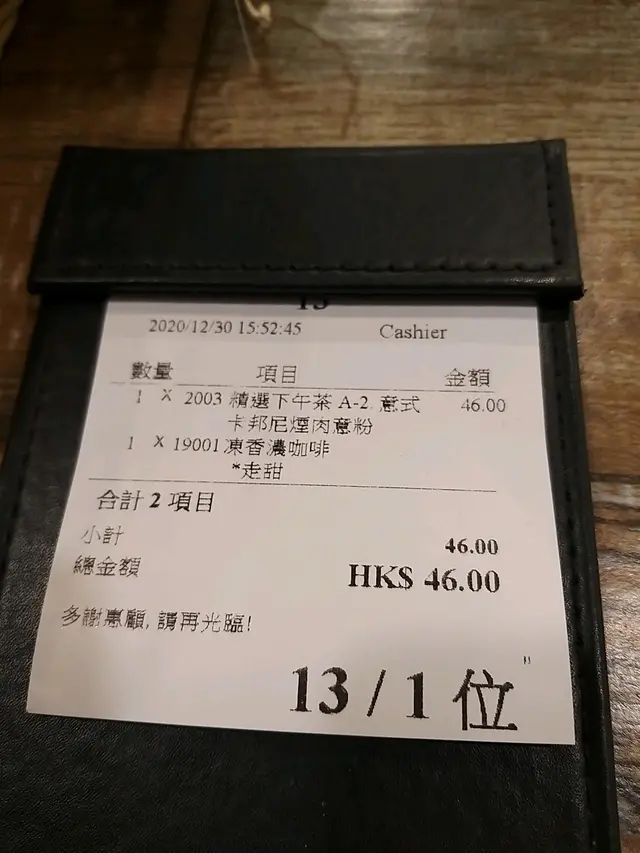 13
2020/12/30 15:52:45 Cashier
數量 項目 金額
1 X 2003 精選下午茶 A-2. 意式 46.00
卡邦尼煙肉意粉
1 X 19001 凍香濃咖啡
*走甜
合計 2 項目
小計 46.00
總金額 HK$ 46.00
多謝惠顧, 請再光臨!
13 / 1 位
"